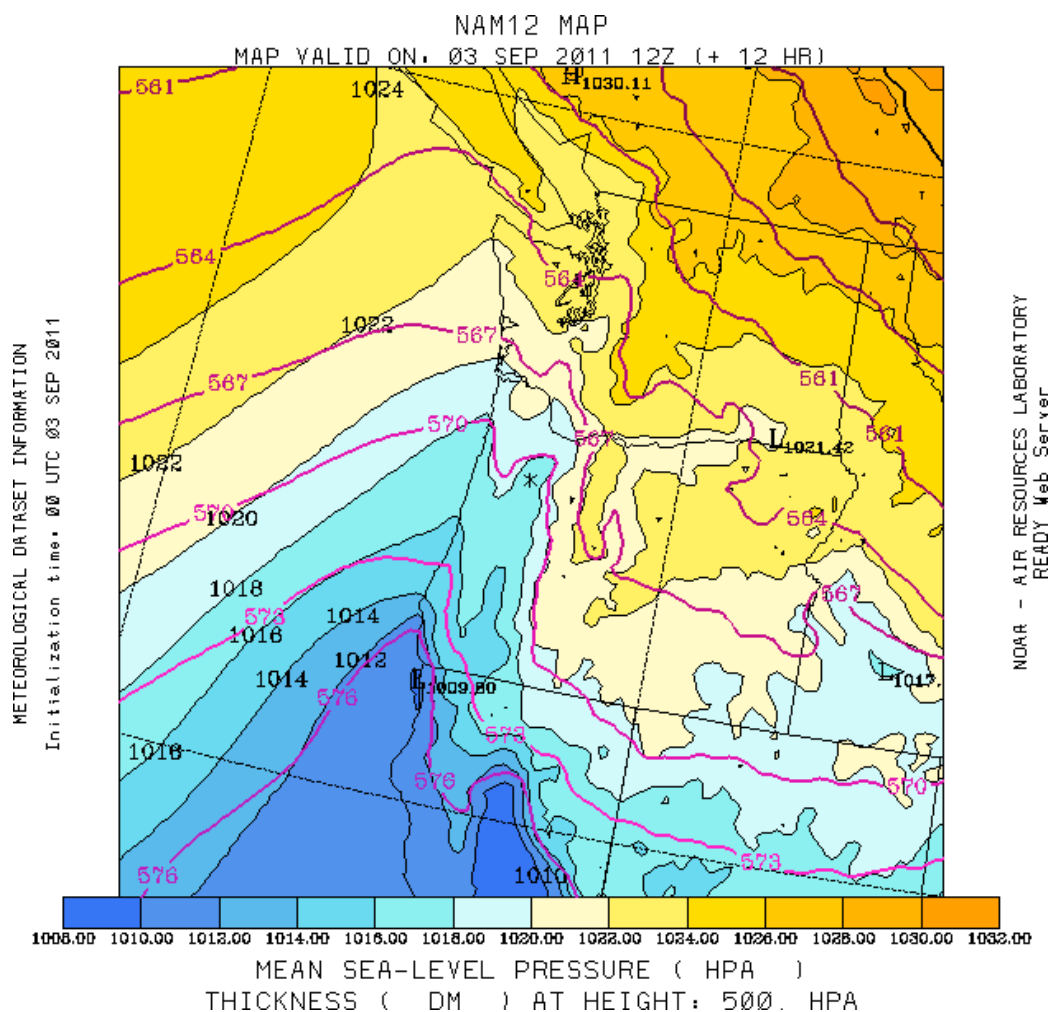 NAM12 MAP
MAP VALID ON: 03 SEP 2011 12Z (+ 12 HR)
561
1024
H1030.11
564
564
1022
567
567
561
1022
570
567
L1021.42
561
570
1020
564
1018
573
1014
567
1016
1012
1014
576
L1009.80
L1017.
573
1016
576
570
573
576
1010
1008.00 1010.00 1013.00 1014.00 1016.00 1018.00 1020.00 1022.00 1024.00 1026.00 1028.00 1030.00 1032.00
MEAN SEA-LEVEL PRESSURE ( HPA )
THICKNESS ( DM ) AT HEIGHT: 500. HPA
METEOROLOGICAL DATASET INFORMATION
Initialization time: 00 UTC 03 SEP 2011
NOAA - AIR RESOURCES LABORATORY
READY Web Server